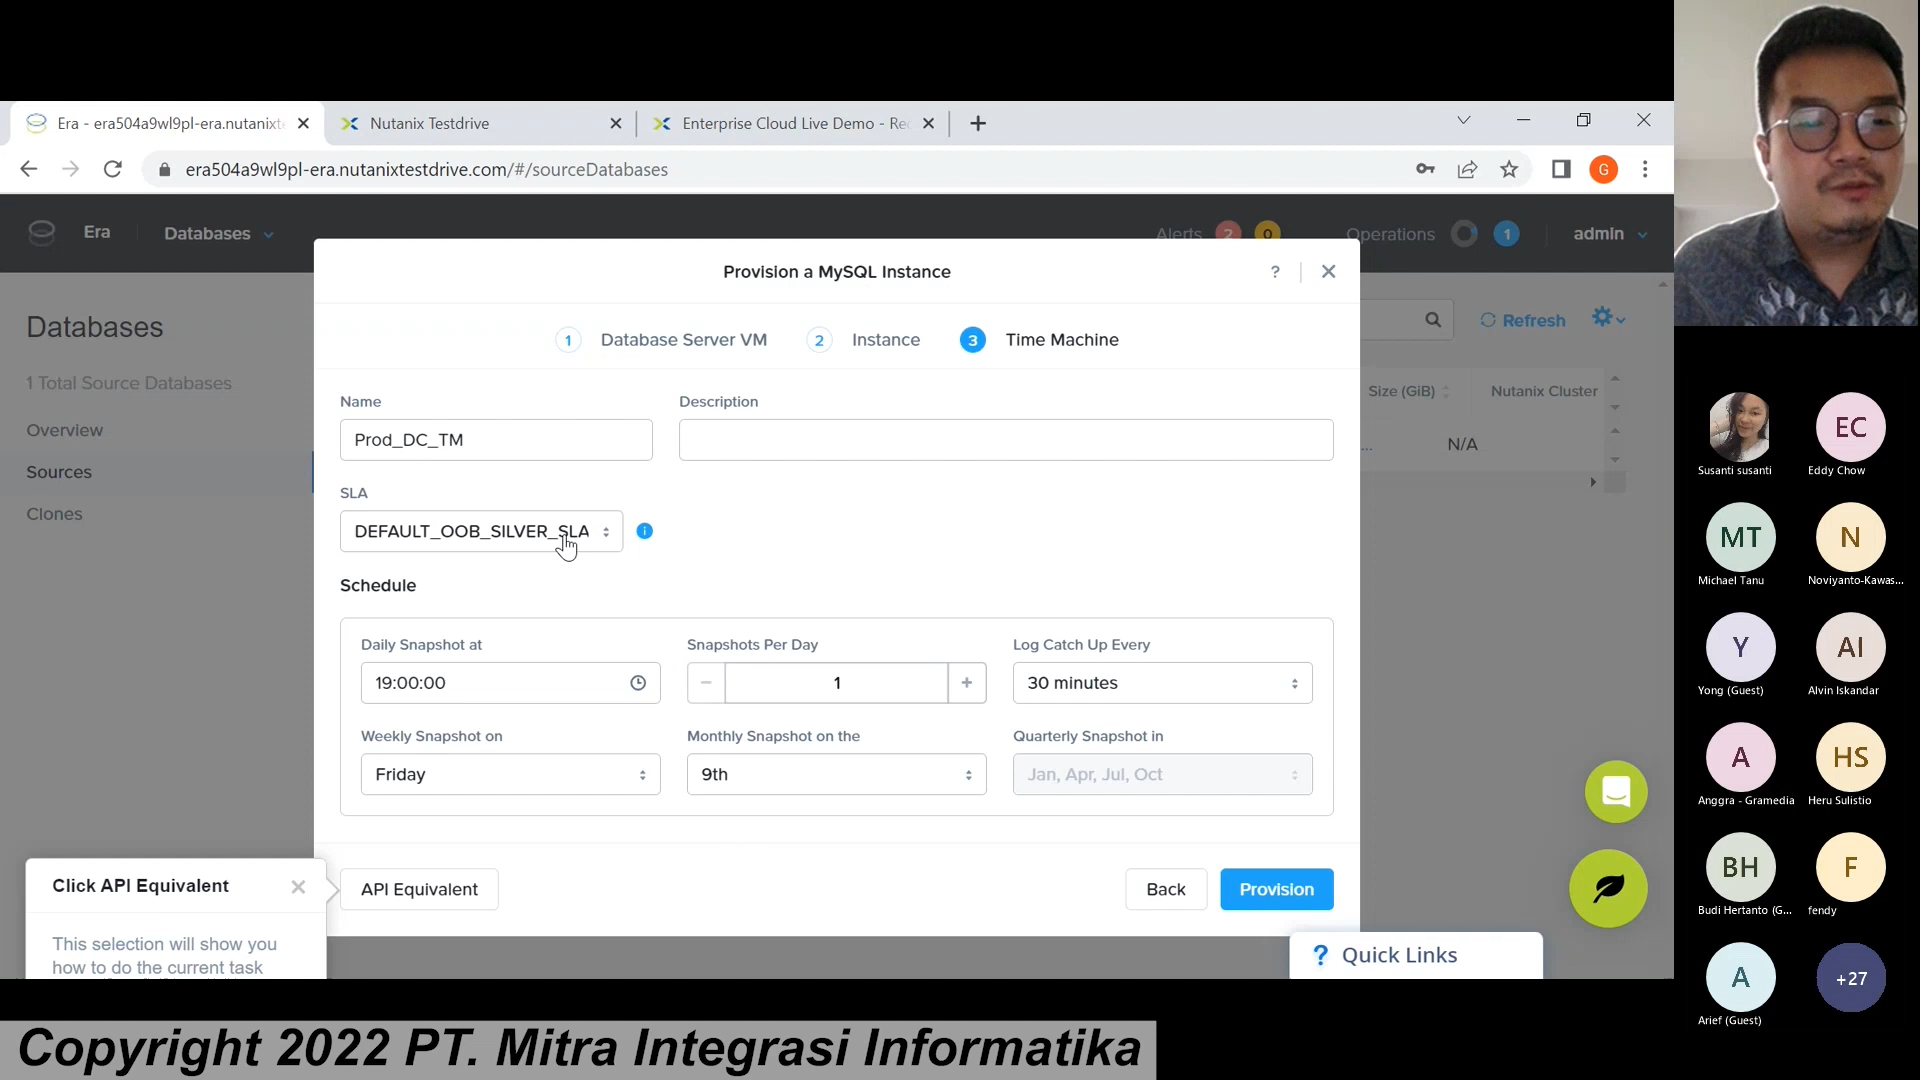 Era - era504a9wl9pl-era.nutanixte
Nutanix Testdrive
Enterprise Cloud Live Demo - Rec
era504a9wl9pl-era.nutanixtestdrive.com/#/sourceDatabases
G
Era
Databases
Alerts 2 0
Operations 1
admin
Provision a MySQL Instance
?
Databases
1 Database Server VM
2 Instance
3 Time Machine
Refresh
1 Total Source Databases
Overview
Sources
Clones
Name
Description
Size (GiB)
Nutanix Cluster
Prod_DC_TM
...
N/A
SLA
DEFAULT_OOB_SILVER_SLA
i
Schedule
Daily Snapshot at
Snapshots Per Day
Log Catch Up Every
19:00:00
− 1 +
30 minutes
Weekly Snapshot on
Monthly Snapshot on the
Quarterly Snapshot in
Friday
9th
Jan, Apr, Jul, Oct
Click API Equivalent
This selection will show you
how to do the current task
API Equivalent
Back
Provision
? Quick Links
Susanti susanti
EC
Eddy Chow
MT
Michael Tanu
N
Noviyanto-Kawas...
Y
Yong (Guest)
AI
Alvin Iskandar
A
Anggra - Gramedia
HS
Heru Sulistio
BH
Budi Hertanto (G...
F
fendy
A
Arief (Guest)
+27
Copyright 2022 PT. Mitra Integrasi Informatika